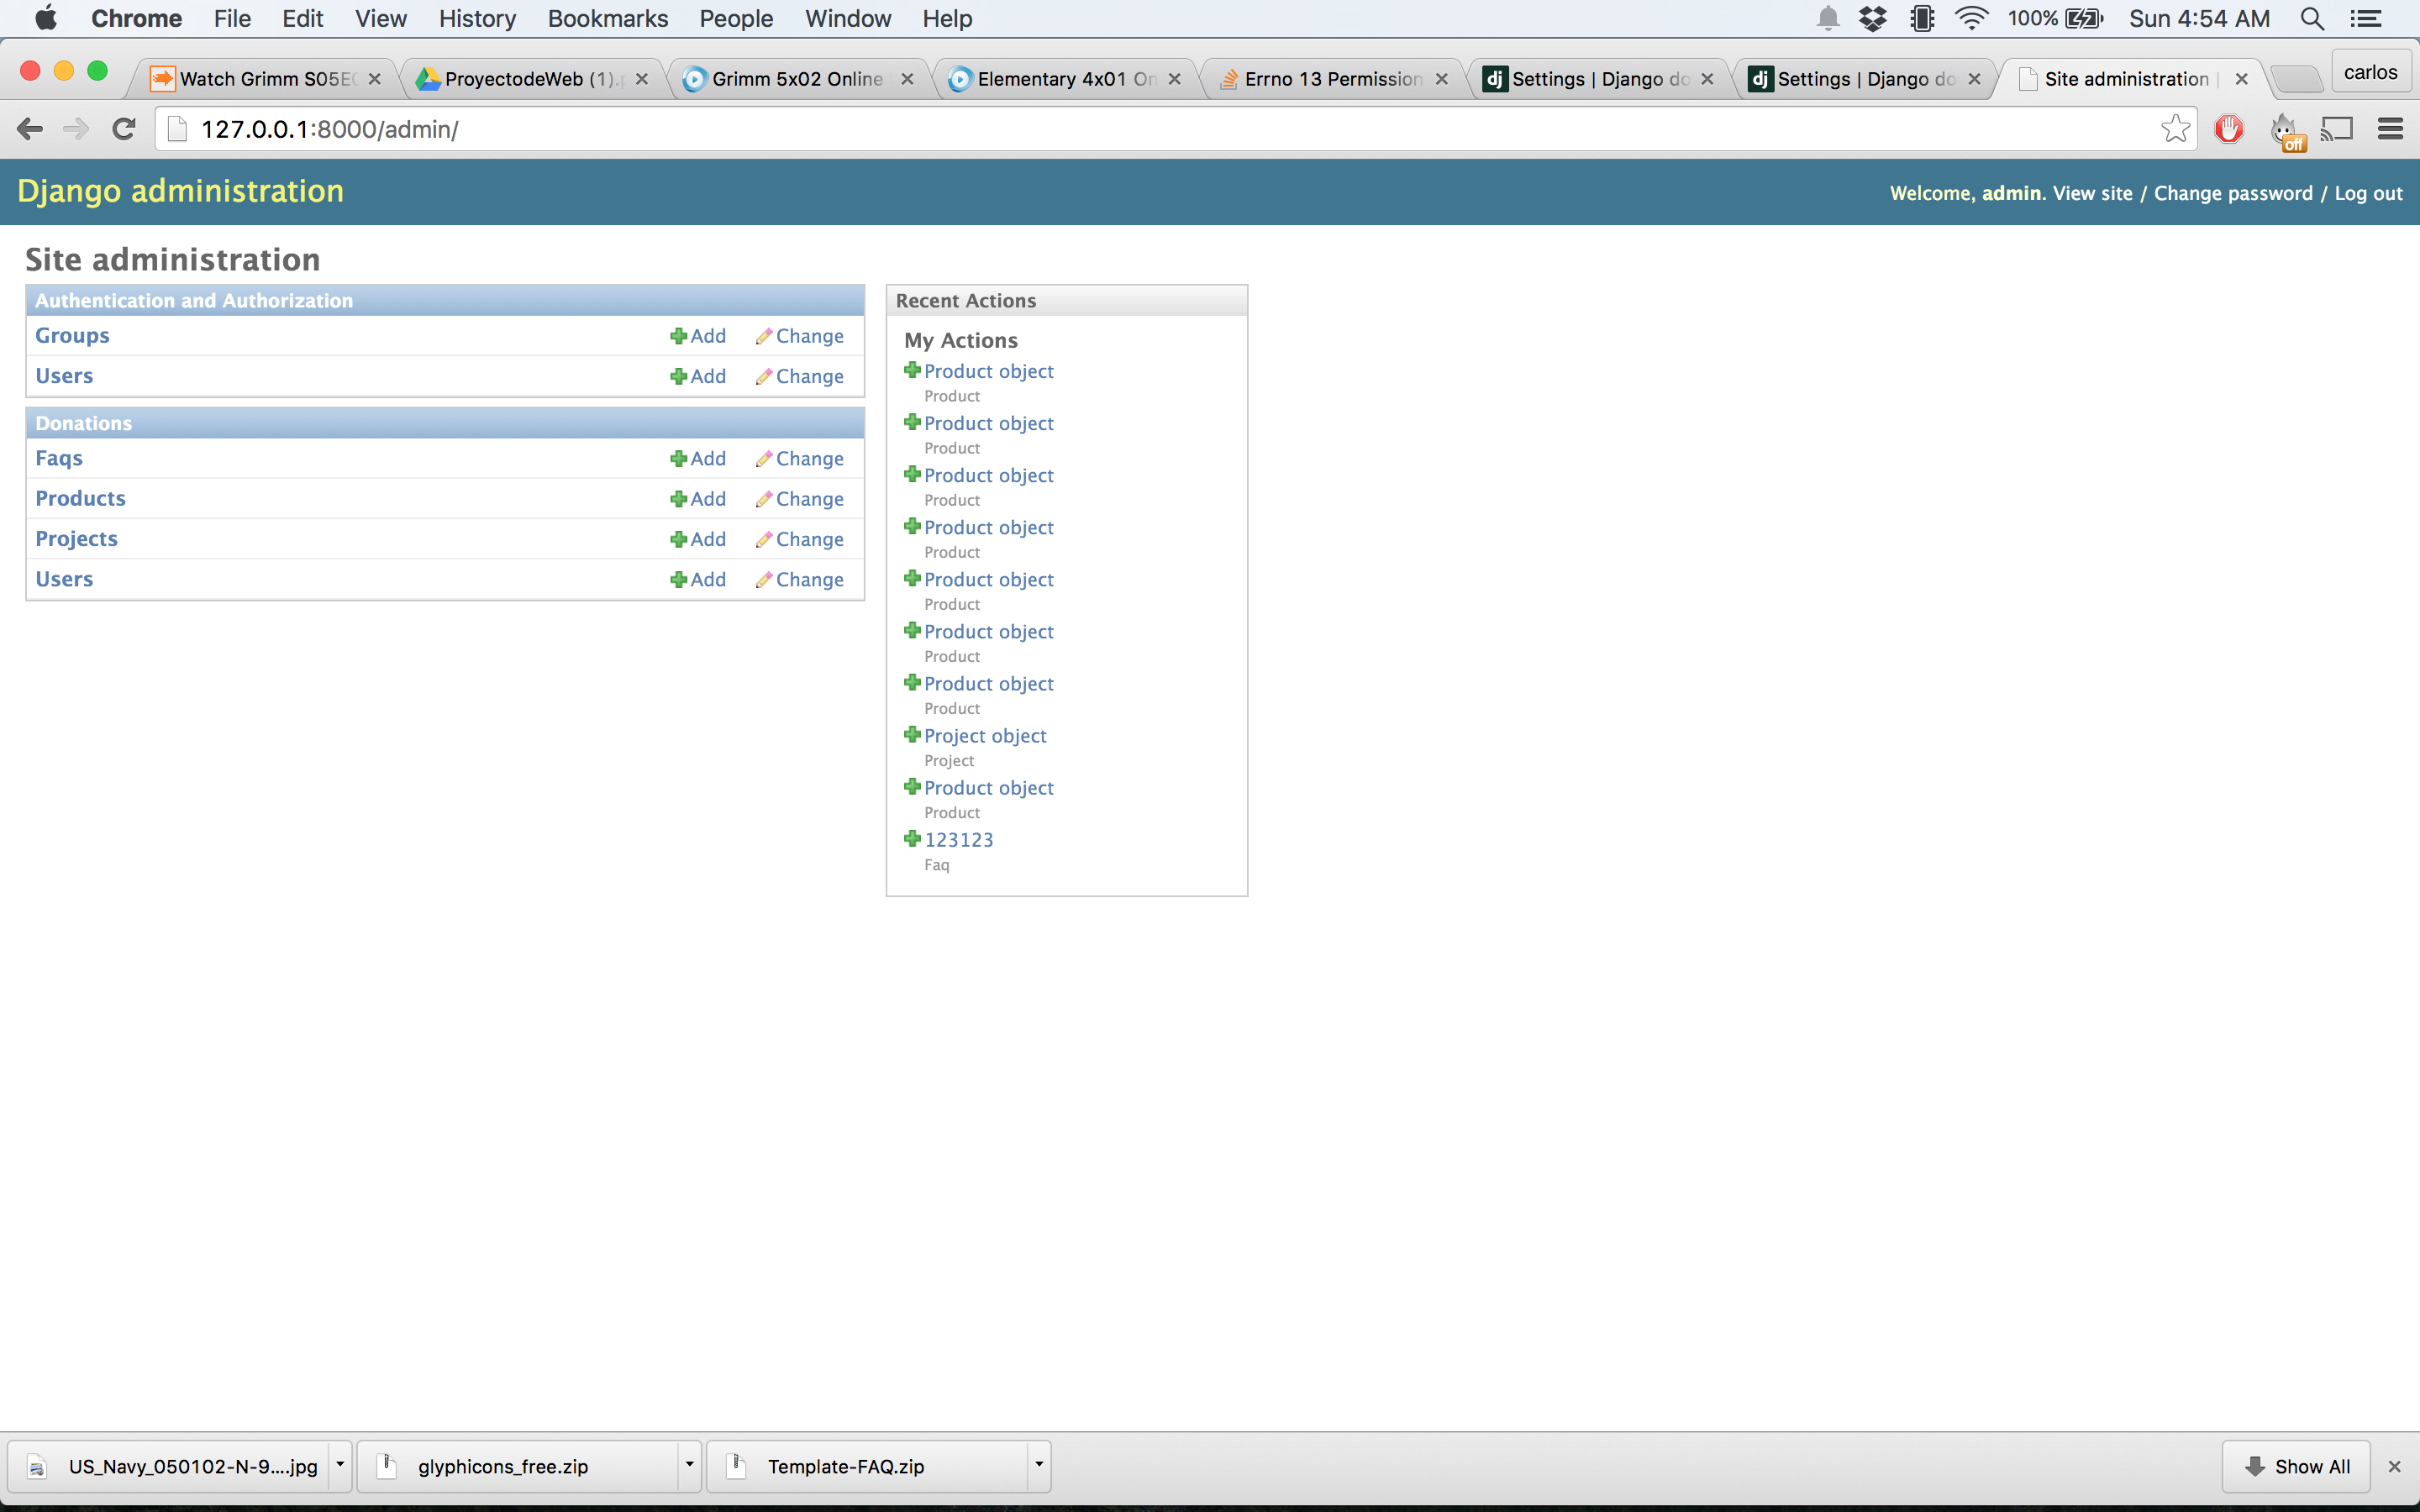 Chrome File Edit View History Bookmarks People Window Help 100% Sun 4:54 AM
Watch Grimm S05E ProyectodeWeb (1). Grimm 5x02 Online Elementary 4x01 On Errno 13 Permission Settings | Django do Settings | Django do Site administration | carlos
127.0.0.1:8000/admin/ off
Django administration Welcome, admin. View site / Change password / Log out
Site administration
Authentication and Authorization
Groups Add Change
Users Add Change
Donations
Faqs Add Change
Products Add Change
Projects Add Change
Users Add Change
Recent Actions
My Actions
Product object
Product
Product object
Product
Product object
Product
Product object
Product
Product object
Product
Product object
Product
Product object
Product
Project object
Project
Product object
Product
123123
Faq
US_Navy_050102-N-9....jpg glyphicons_free.zip Template-FAQ.zip Show All